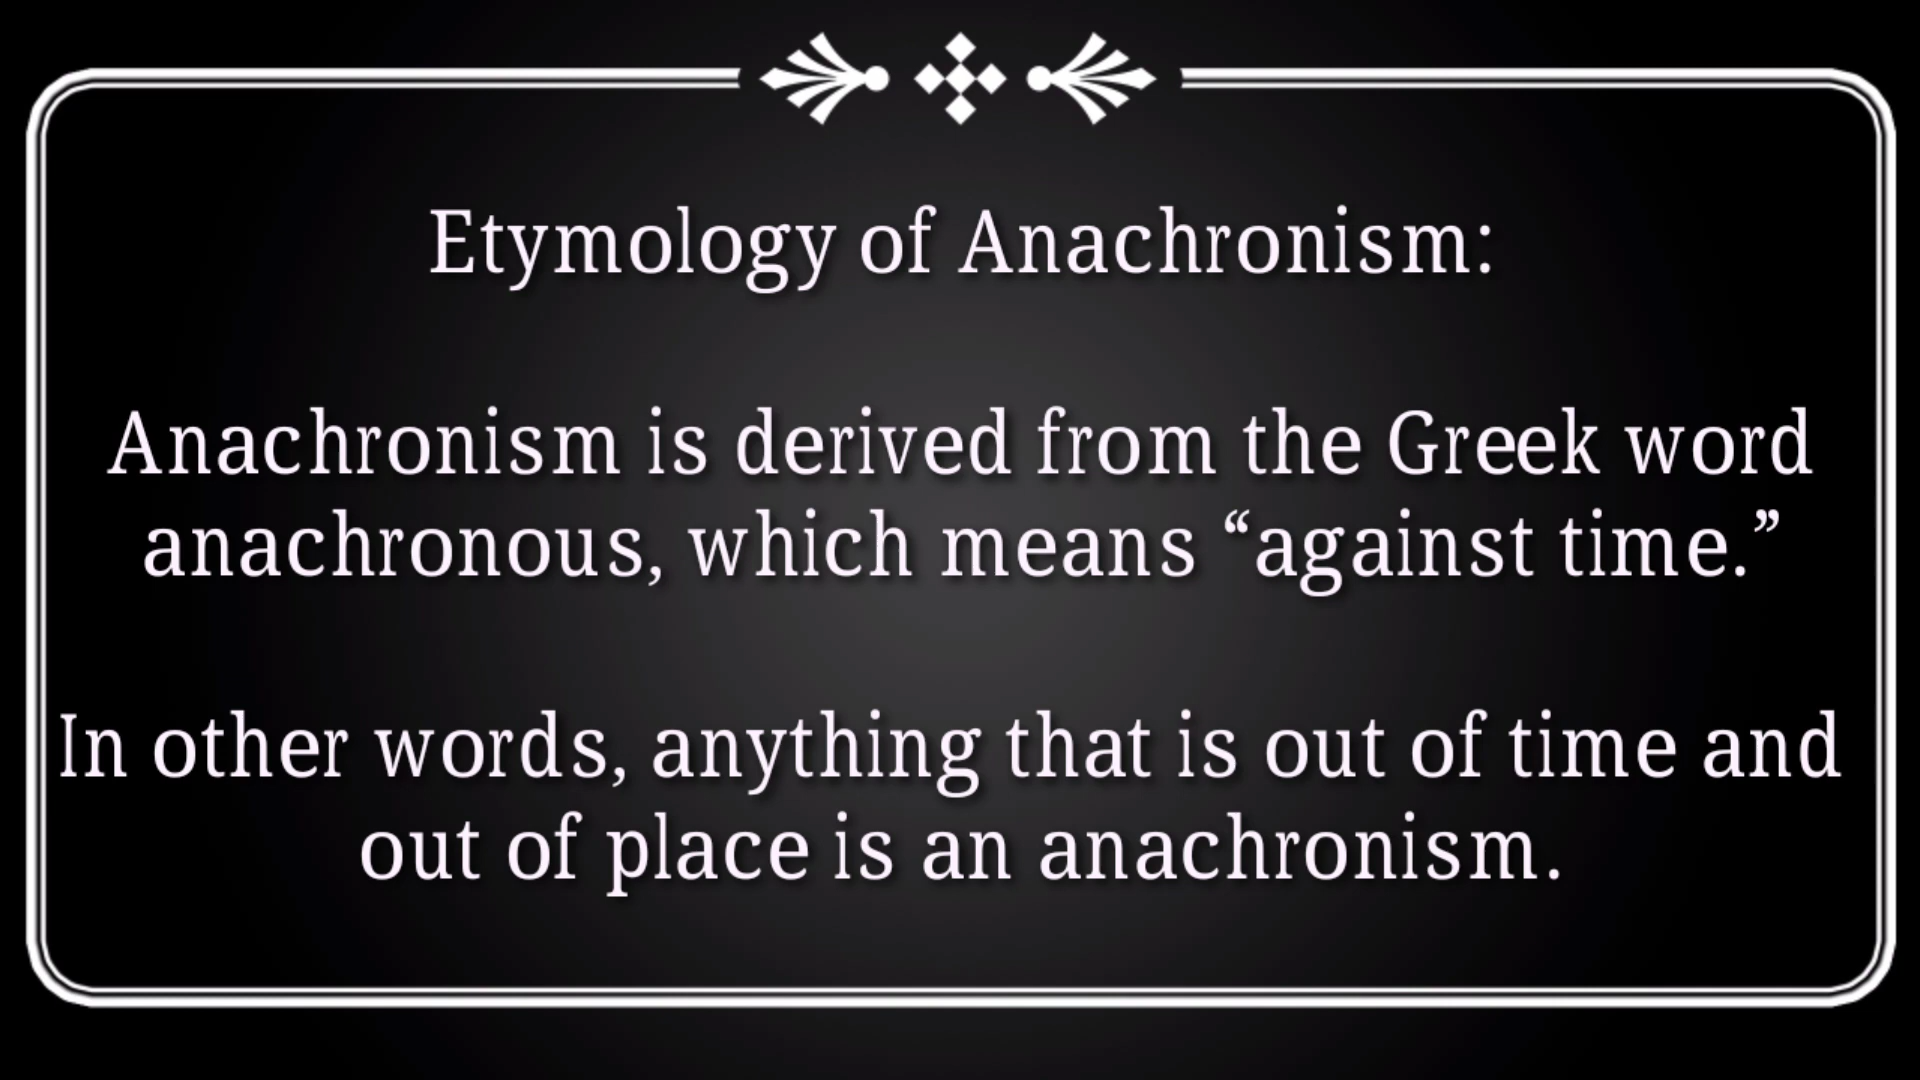 Etymology of Anachronism:
Anachronism is derived from the Greek word
anachronous, which means “against time.”
In other words, anything that is out of time and
out of place is an anachronism.